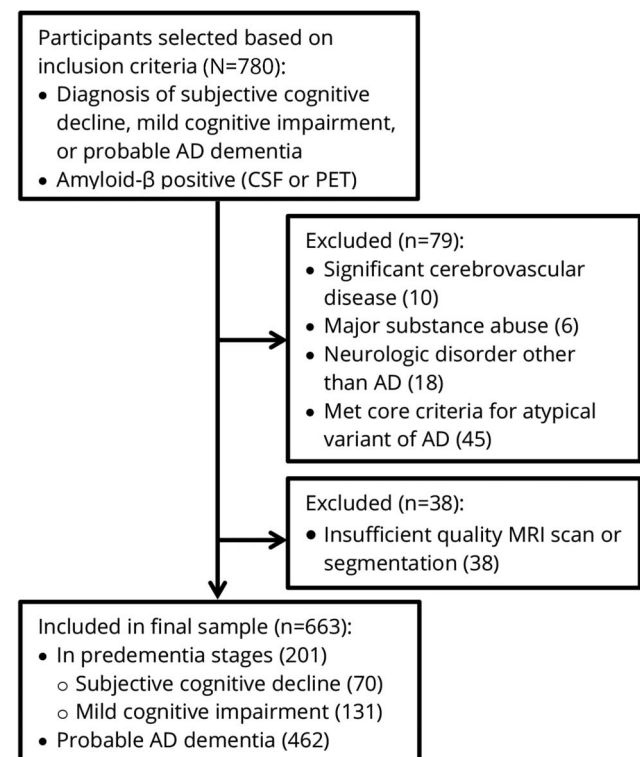 Participants selected based on
inclusion criteria (N=780):
• Diagnosis of subjective cognitive
decline, mild cognitive impairment,
or probable AD dementia
• Amyloid-β positive (CSF or PET)
Excluded (n=79):
• Significant cerebrovascular
disease (10)
• Major substance abuse (6)
• Neurologic disorder other
than AD (18)
• Met core criteria for atypical
variant of AD (45)
Excluded (n=38):
• Insufficient quality MRI scan or
segmentation (38)
Included in final sample (n=663):
• In predementia stages (201)
○ Subjective cognitive decline (70)
○ Mild cognitive impairment (131)
• Probable AD dementia (462)